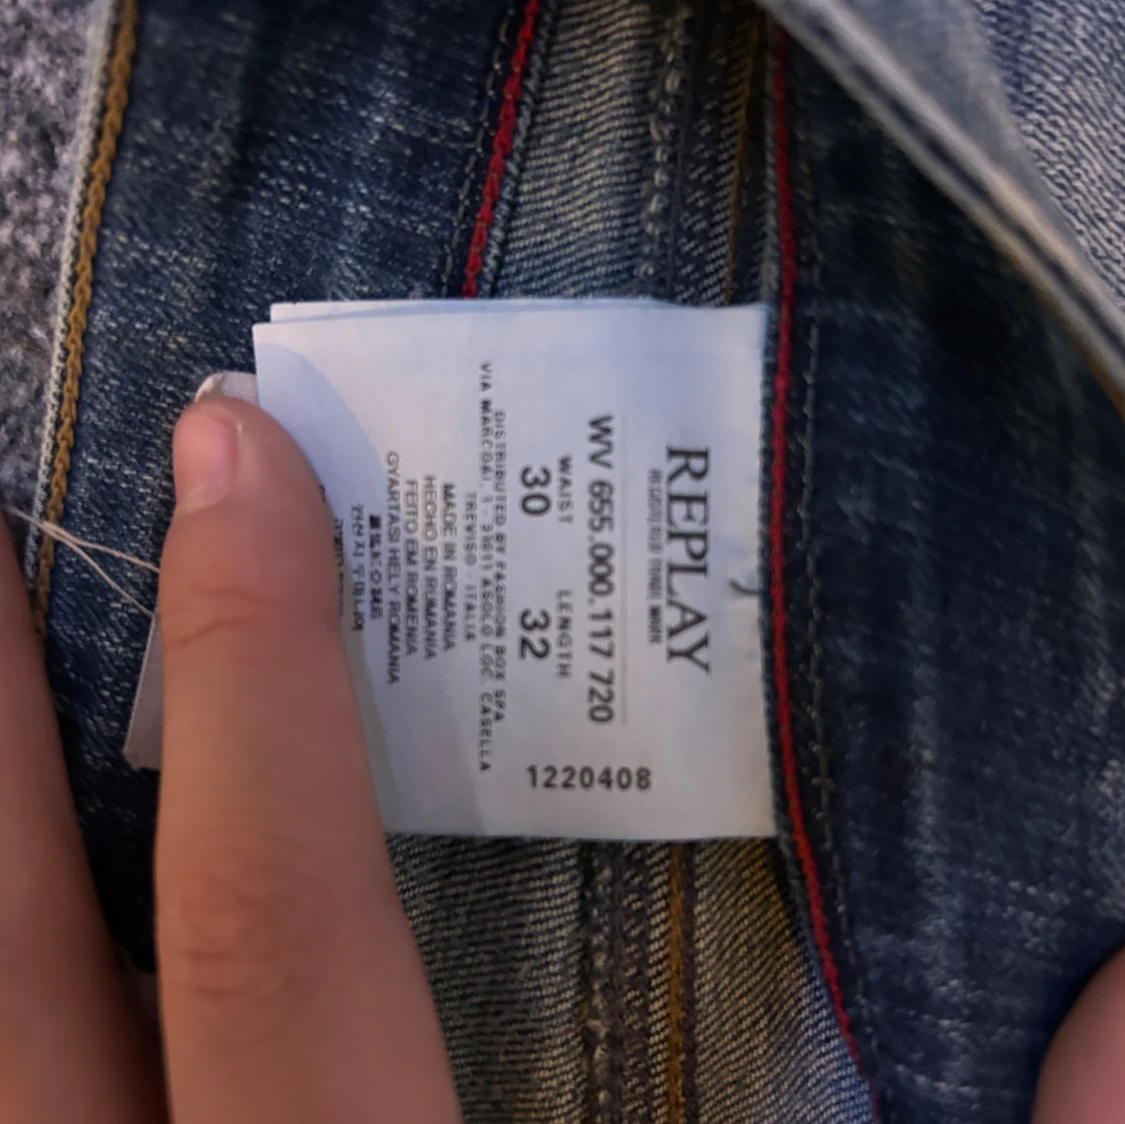 REPLAY
WV 655.000.117 720
WAIST LENGTH
30 32
DISTRIBUTED BY FASHION BOX SPA
VIA MARCOAI, 1 - 31011 ASOLO LOC. CASELLA
TREVISO - ITALIA
MADE IN ROMANIA
HECHO EN RUMANIA
FEITO EM ROMENIA
GYARTASI HELY ROMANIA
1220408